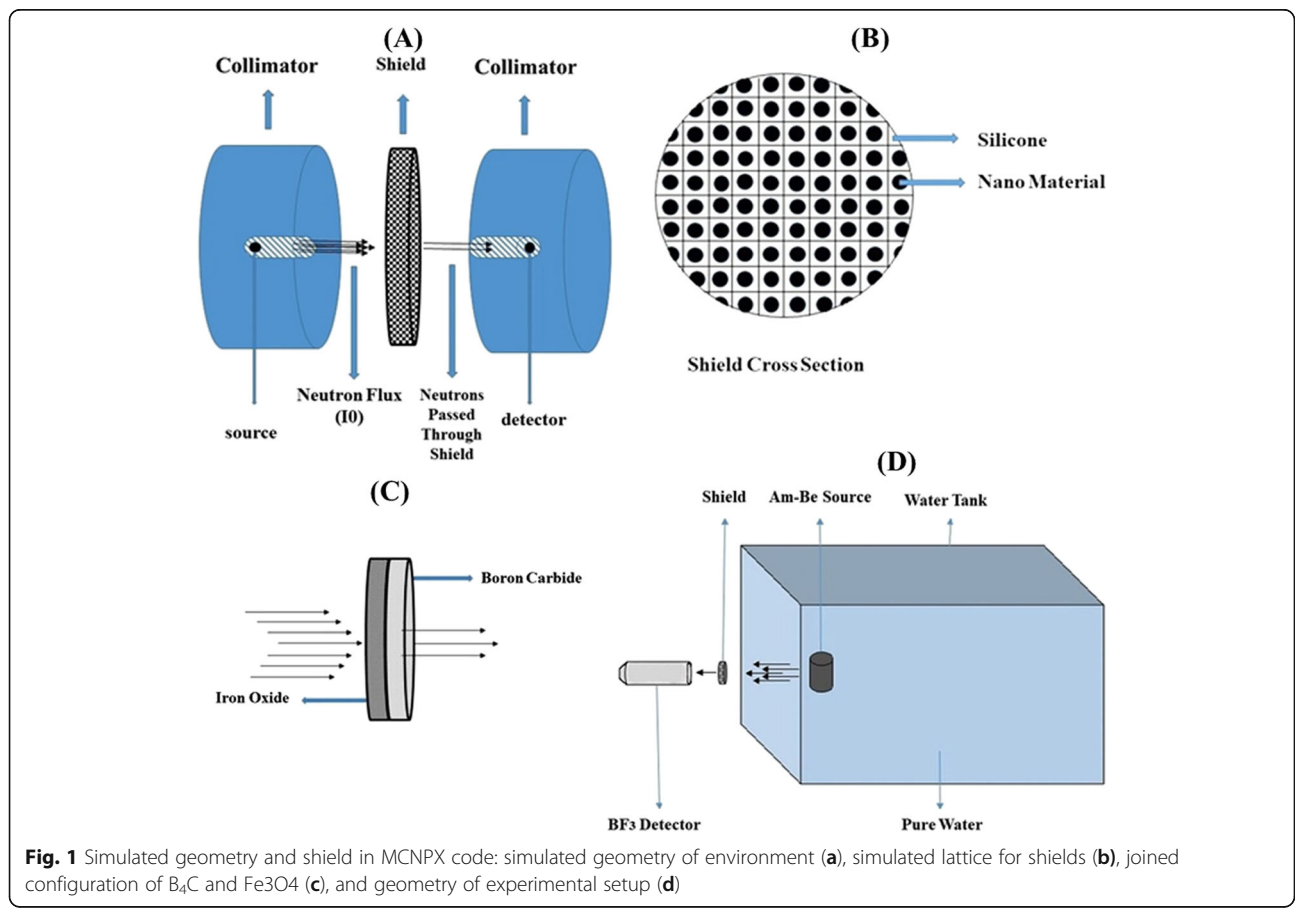 (A)
Collimator
Shield
Collimator
Neutron Flux
(I0)
Neutrons
Passed
Through
Shield
source
detector
(B)
Silicone
Nano Material
Shield Cross Section
(C)
Boron Carbide
Iron Oxide
(D)
Shield
Am-Be Source
Water Tank
BF3 Detector
Pure Water
Fig. 1 Simulated geometry and shield in MCNPX code: simulated geometry of environment (a), simulated lattice for shields (b), joined
configuration of B₄C and Fe3O4 (c), and geometry of experimental setup (d)